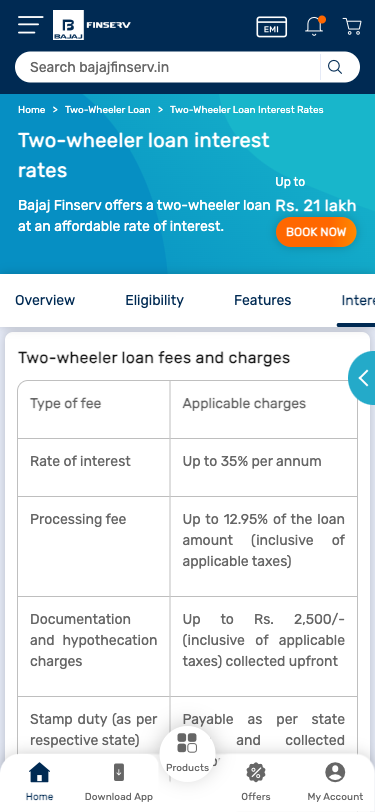 BAJAJ
FINSERV
EMI
Search bajajfinserv.in
Home > Two-Wheeler Loan > Two-Wheeler Loan Interest Rates
Two-wheeler loan interest
rates
Bajaj Finserv offers a two-wheeler loan
at an affordable rate of interest.
Up to
Rs. 21 lakh
BOOK NOW
Overview Eligibility Features Intere
Two-wheeler loan fees and charges
Type of fee Applicable charges
Rate of interest Up to 35% per annum
Processing fee
Up to 12.95% of the loan
amount (inclusive of
applicable taxes)
Documentation
and hypothecation
charges
Up to Rs. 2,500/-
(inclusive of applicable
taxes) collected upfront
Stamp duty (as per
respective state)
Payable as per state
and collected
Home Download App Products Offers My Account